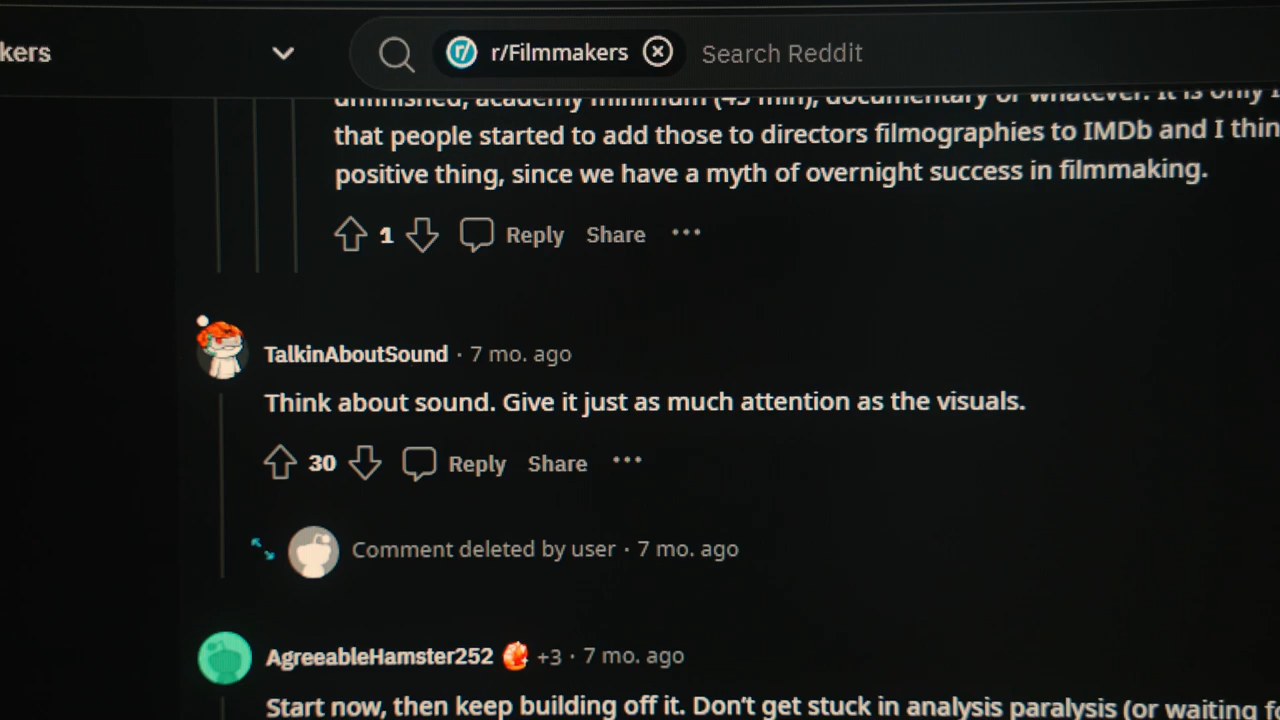 kers
r/Filmmakers Search Reddit
unfinished, academy minimum (45 min), documentary or whatever. It is only
that people started to add those to directors filmographies to IMDb and I thin
positive thing, since we have a myth of overnight success in filmmaking.
1 Reply Share
TalkinAboutSound · 7 mo. ago
Think about sound. Give it just as much attention as the visuals.
30 Reply Share
Comment deleted by user · 7 mo. ago
AgreeableHamster252 +3 · 7 mo. ago
Start now, then keep building off it. Don't get stuck in analysis paralysis (or waiting fo